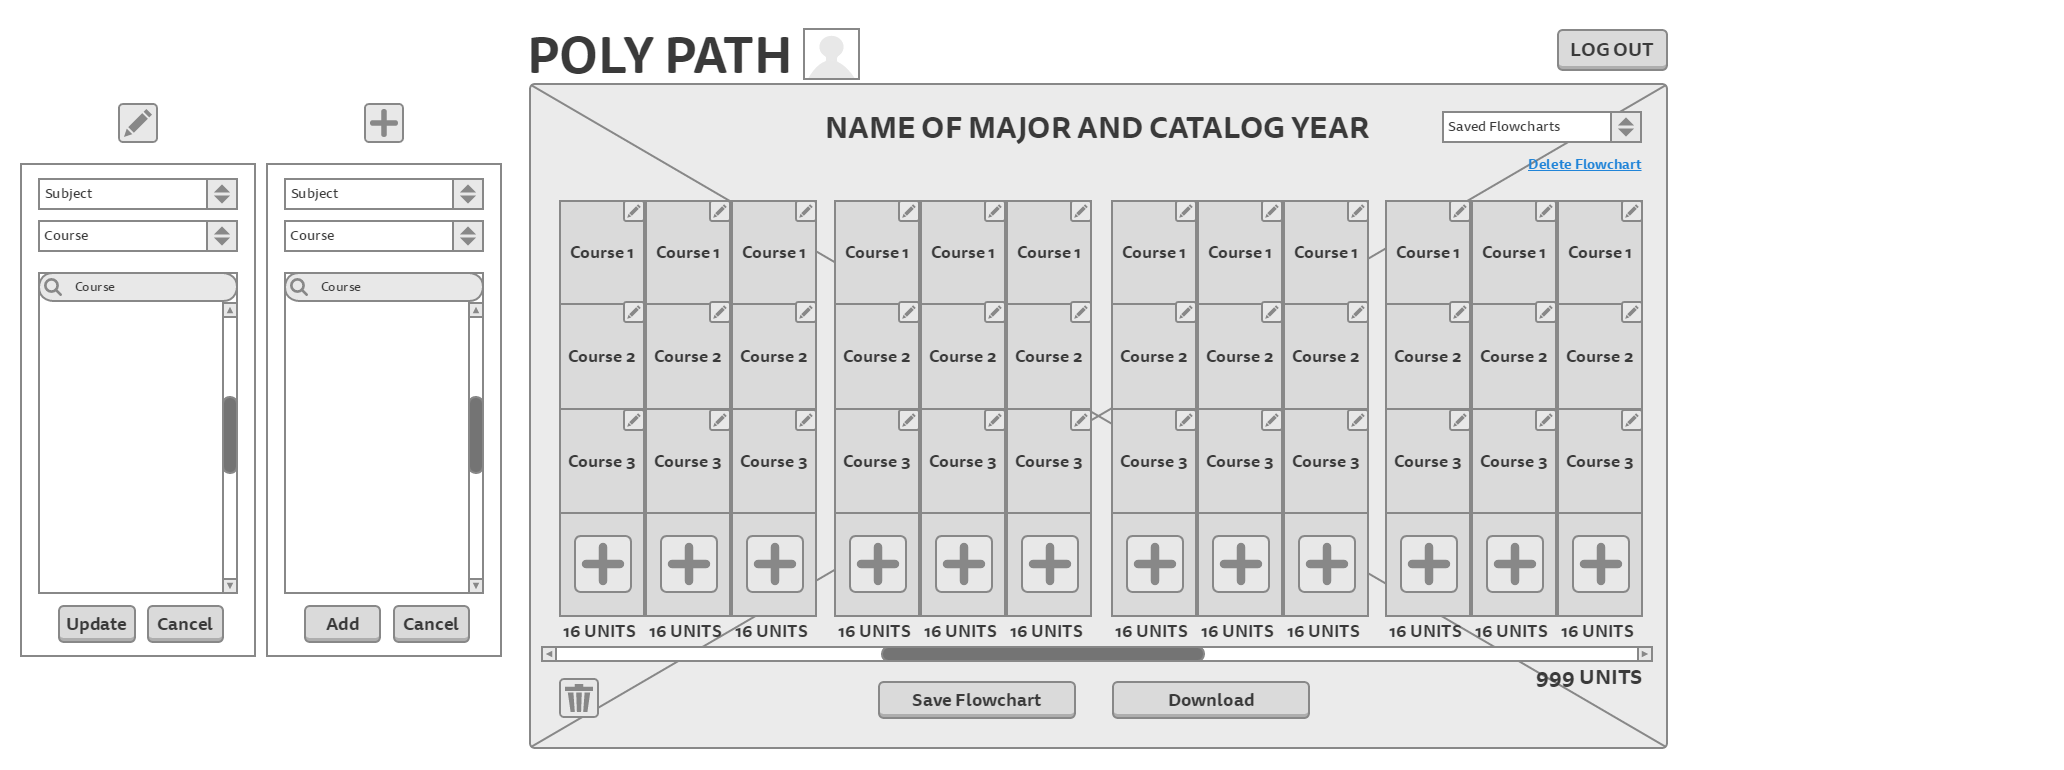 POLY PATH
LOG OUT
NAME OF MAJOR AND CATALOG YEAR
Saved Flowcharts
Delete Flowchart
Subject
Course
Course
Update
Cancel
Subject
Course
Course
Add
Cancel
Course 1 Course 1 Course 1 Course 1 Course 1 Course 1 Course 1 Course 1 Course 1 Course 1 Course 1 Course 1
Course 2 Course 2 Course 2 Course 2 Course 2 Course 2 Course 2 Course 2 Course 2 Course 2 Course 2 Course 2
Course 3 Course 3 Course 3 Course 3 Course 3 Course 3 Course 3 Course 3 Course 3 Course 3 Course 3 Course 3
16 UNITS 16 UNITS 16 UNITS 16 UNITS 16 UNITS 16 UNITS 16 UNITS 16 UNITS 16 UNITS 16 UNITS 16 UNITS 16 UNITS
999 UNITS
Save Flowchart
Download